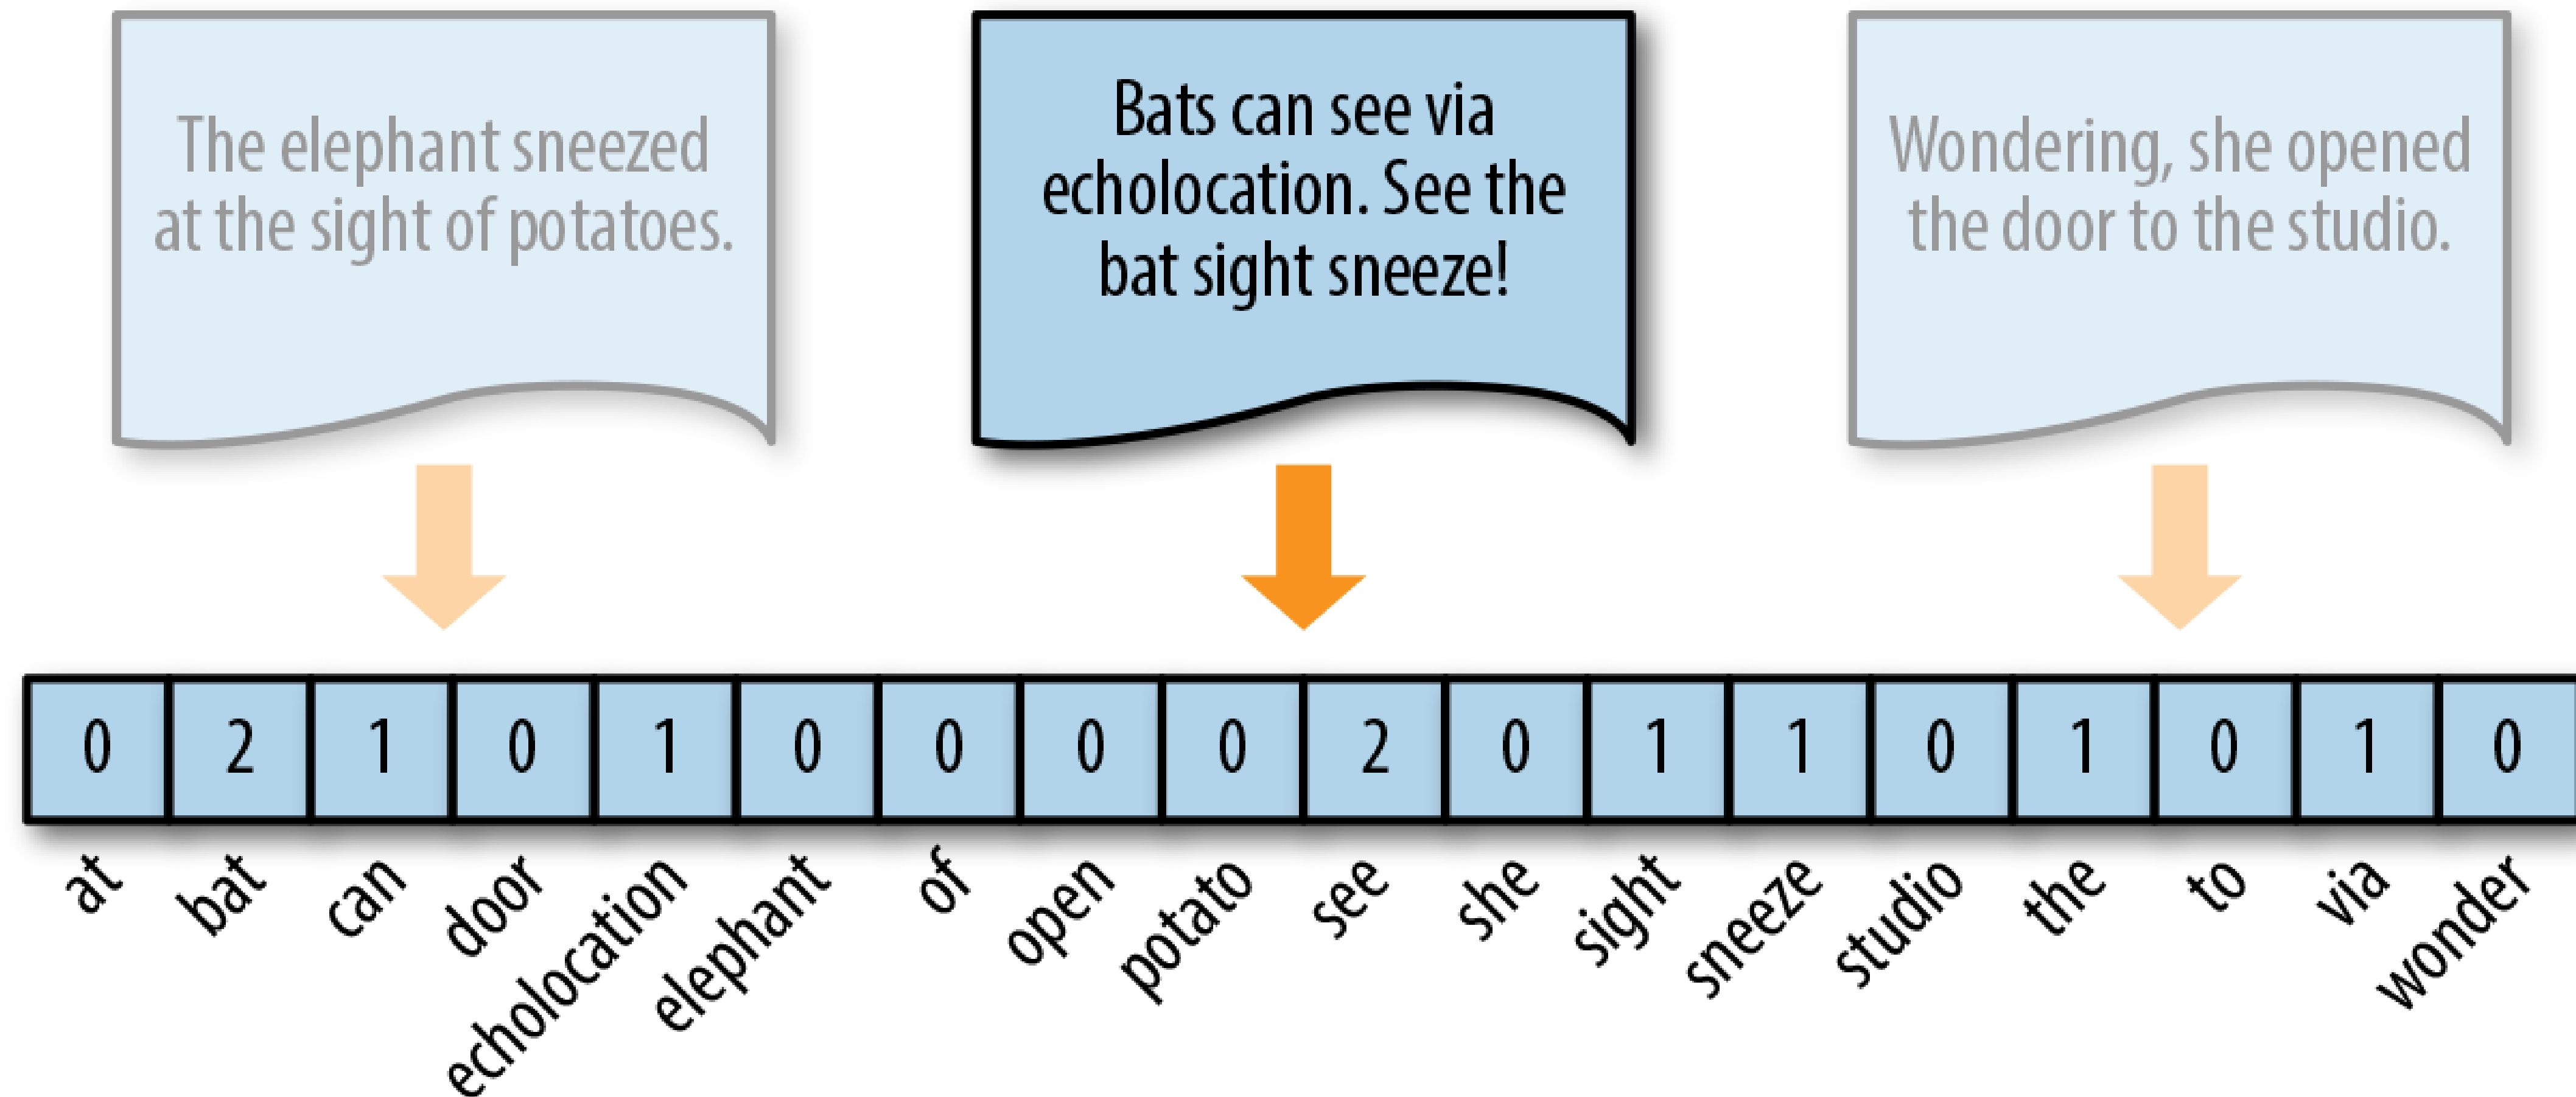 The elephant sneezed
at the sight of potatoes.
Bats can see via
echolocation. See the
bat sight sneeze!
Wondering, she opened
the door to the studio.
0 2 1 0 1 0 0 0 0 2 0 1 1 0 1 0 1 0
at bat can door echolocation elephant of open potato see she sight sneeze studio the to via wonder